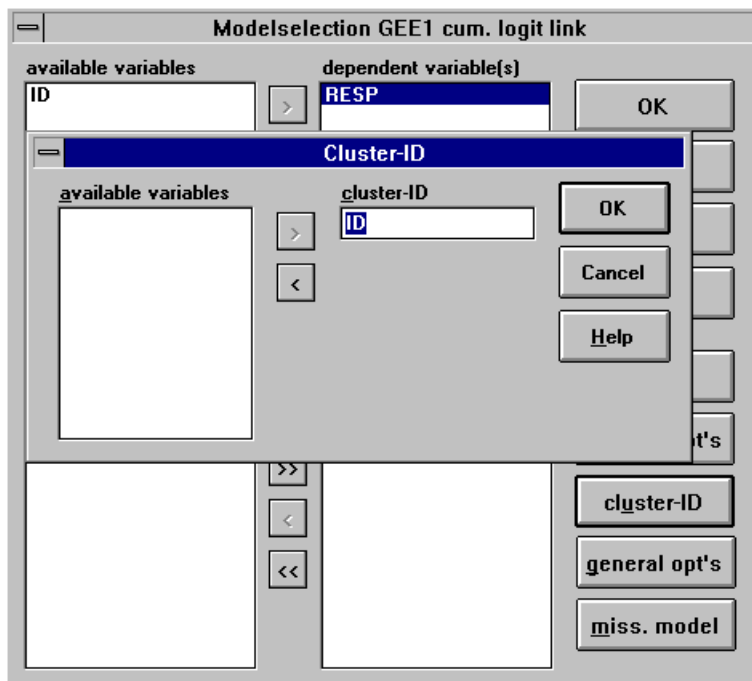 Modelselection GEE1 cum. logit link
available variables
dependent variable(s)
ID
>
RESP
OK
Cluster-ID
available variables
cluster-ID
>
ID
OK
<
Cancel
Help
t's
>>
cluster-ID
<
general opt's
<<
miss. model